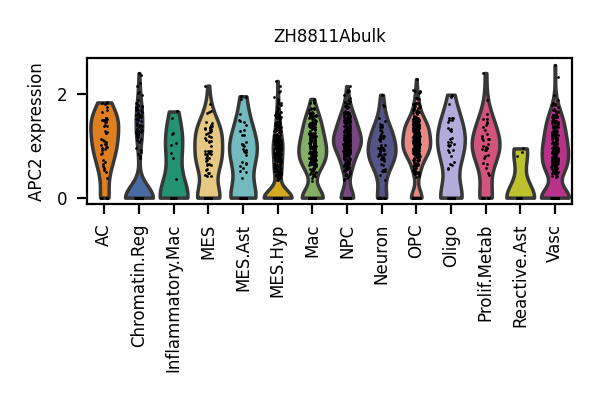 ZH8811Abulk
APC2 expression
2
0
AC
Chromatin.Reg
Inflammatory.Mac
MES
MES.Ast
MES.Hyp
Mac
NPC
Neuron
OPC
Oligo
Prolif.Metab
Reactive.Ast
Vasc